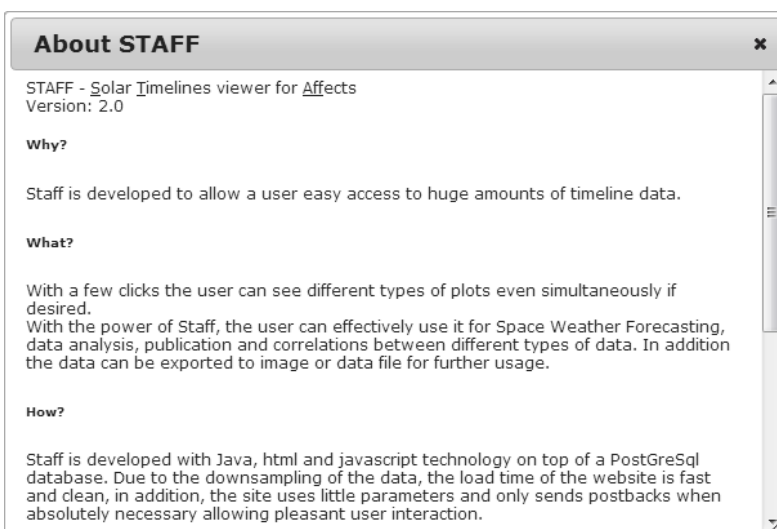 About STAFF
STAFF - Solar Timelines viewer for Affects
Version: 2.0
Why?
Staff is developed to allow a user easy access to huge amounts of timeline data.
What?
With a few clicks the user can see different types of plots even simultaneously if
desired.
With the power of Staff, the user can effectively use it for Space Weather Forecasting,
data analysis, publication and correlations between different types of data. In addition
the data can be exported to image or data file for further usage.
How?
Staff is developed with Java, html and javascript technology on top of a PostGreSql
database. Due to the downsampling of the data, the load time of the website is fast
and clean, in addition, the site uses little parameters and only sends postbacks when
absolutely necessary allowing pleasant user interaction.